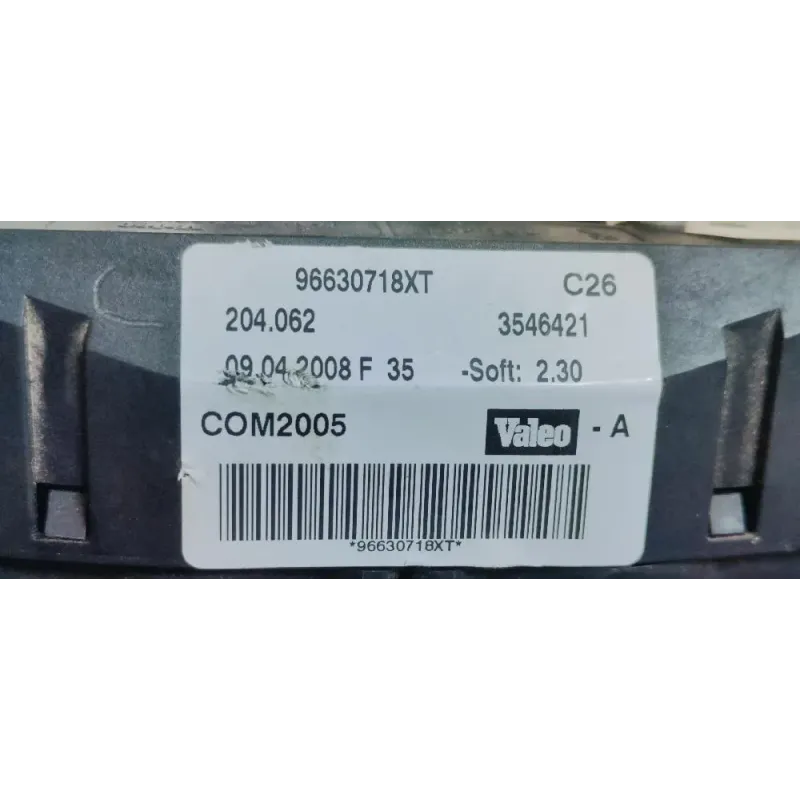 96630718XT C26
204.062 3546421
09.04.2008 F 35 -Soft: 2.30
COM2005 Valeo - A
*96630718XT*